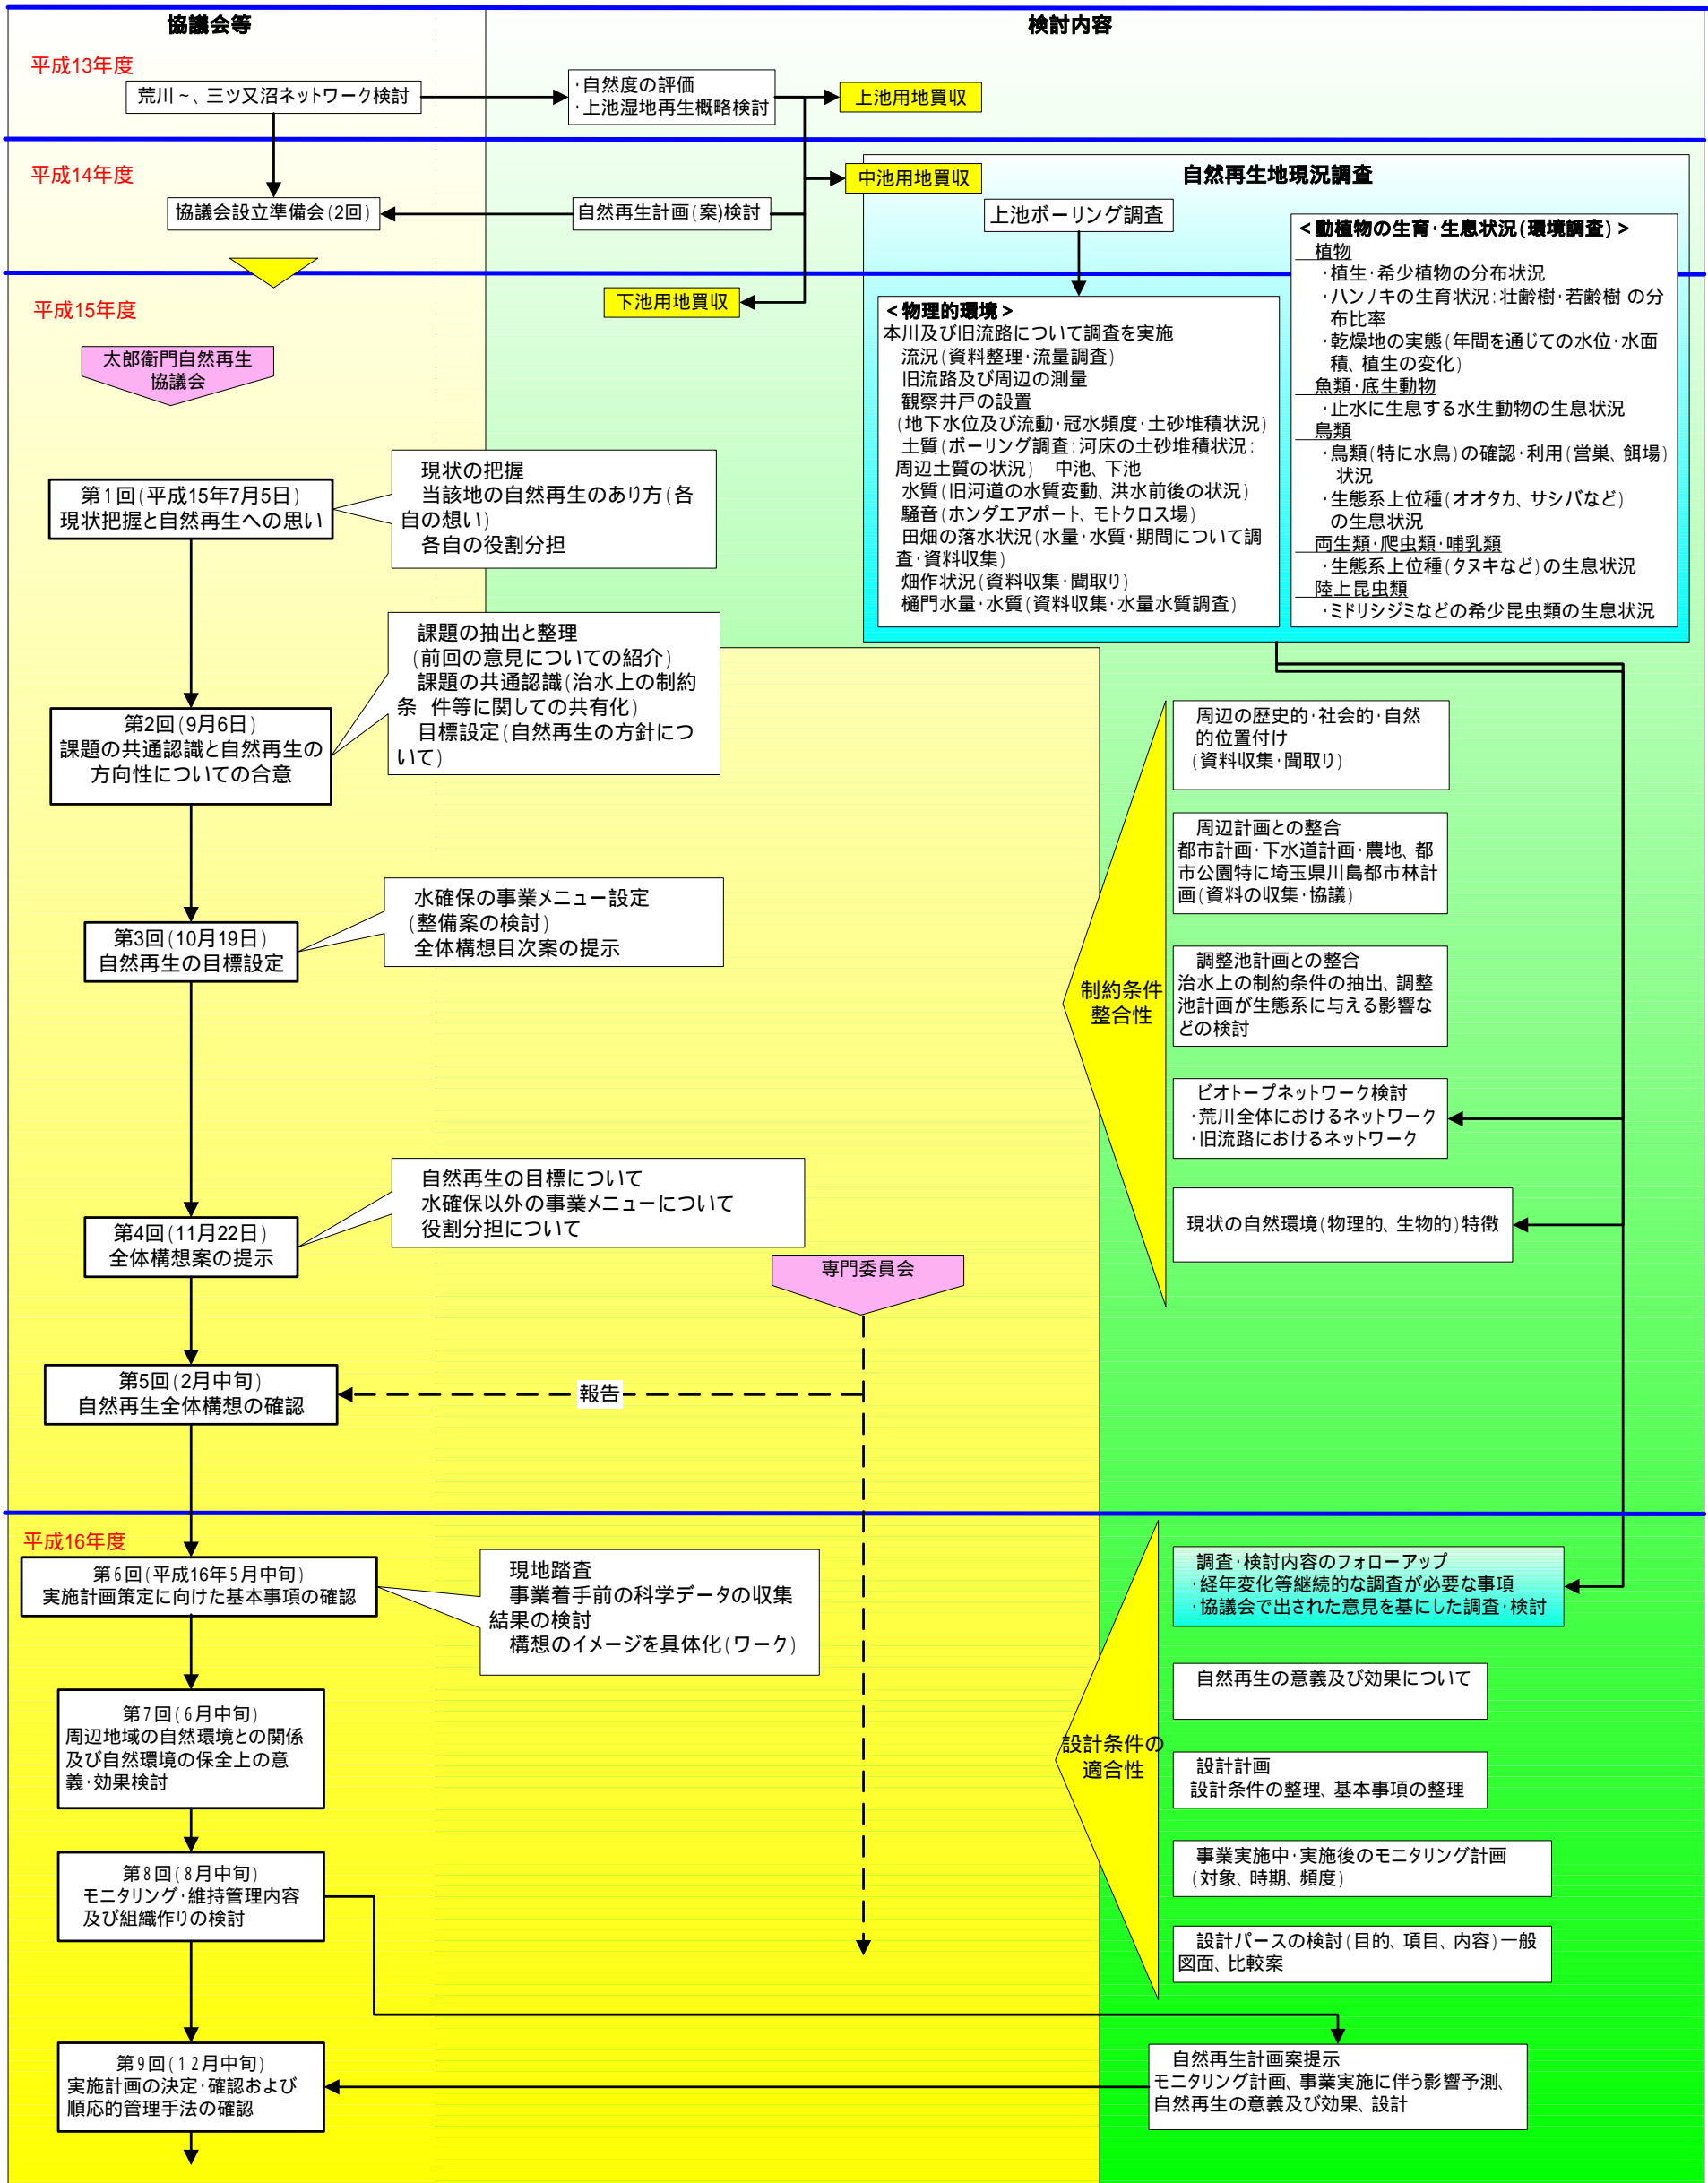 協議会等
検討内容
平成13年度
荒川～、三ツ又沼ネットワーク検討
・自然度の評価
・上池湿地再生概略検討
上池用地買収
平成14年度
協議会設立準備会(2回)
自然再生計画(案)検討
中池用地買収
自然再生地現況調査
上池ボーリング調査
平成15年度
下池用地買収
＜物理的環境＞
本川及び旧流路について調査を実施
流況(資料整理・流量調査)
旧流路及び周辺の測量
観察井戸の設置
(地下水位及び流動・冠水頻度・土砂堆積状況)
土質(ボーリング調査:河床の土砂堆積状況:
周辺土質の状況)　中池、下池
水質(旧河道の水質変動、洪水前後の状況)
騒音(ホンダエアポート、モトクロス場)
田畑の落水状況(水量・水質・期間について調
査・資料収集)
畑作状況(資料収集・聞取り)
樋門水量・水質(資料収集・水量水質調査)
＜動植物の生育・生息状況(環境調査)＞
植物
・植生・希少植物の分布状況
・ハンノキの生育状況:壮齢樹・若齢樹 の分
布比率
・乾燥地の実態(年間を通じての水位・水面
積、植生の変化)
魚類・底生動物
・止水に生息する水生動物の生息状況
鳥類
・鳥類(特に水鳥)の確認・利用(営巣、餌場)
状況
・生態系上位種(オオタカ、サシバなど)
の生息状況
両生類・爬虫類・哺乳類
・生態系上位種(タヌキなど)の生息状況
陸上昆虫類
・ミドリシジミなどの希少昆虫類の生息状況
太郎衛門自然再生
協議会
第1回(平成15年7月5日)
現状把握と自然再生への思い
現状の把握
当該地の自然再生のあり方(各
自の想い)
各自の役割分担
第2回(9月6日)
課題の共通認識と自然再生の
方向性についての合意
課題の抽出と整理
(前回の意見についての紹介)
課題の共通認識(治水上の制約
条 件等に関しての共有化)
目標設定(自然再生の方針につ
いて)
第3回(10月19日)
自然再生の目標設定
水確保の事業メニュー設定
(整備案の検討)
全体構想目次案の提示
制約条件
整合性
周辺の歴史的・社会的・自然
的位置付け
(資料収集・聞取り)
周辺計画との整合
都市計画・下水道計画・農地、都
市公園特に埼玉県川島都市林計
画(資料の収集・協議)
調整池計画との整合
治水上の制約条件の抽出、調整
池計画が生態系に与える影響な
どの検討
ビオトープネットワーク検討
・荒川全体におけるネットワーク
・旧流路におけるネットワーク
現状の自然環境(物理的、生物的)特徴
第4回(11月22日)
全体構想案の提示
自然再生の目標について
水確保以外の事業メニューについて
役割分担について
専門委員会
第5回(2月中旬)
自然再生全体構想の確認
報告
平成16年度
第6回(平成16年5月中旬)
実施計画策定に向けた基本事項の確認
現地踏査
事業着手前の科学データの収集
結果の検討
構想のイメージを具体化(ワーク)
第7回(6月中旬)
周辺地域の自然環境との関係
及び自然環境の保全上の意
義・効果検討
第8回(8月中旬)
モニタリング・維持管理内容
及び組織作りの検討
第9回(12月中旬)
実施計画の決定・確認および
順応的管理手法の確認
設計条件の
適合性
調査・検討内容のフォローアップ
・経年変化等継続的な調査が必要な事項
・協議会で出された意見を基にした調査・検討
自然再生の意義及び効果について
設計計画
設計条件の整理、基本事項の整理
事業実施中・実施後のモニタリング計画
(対象、時期、頻度)
設計パースの検討(目的、項目、内容)一般
図面、比較案
自然再生計画案提示
モニタリング計画、事業実施に伴う影響予測、
自然再生の意義及び効果、設計